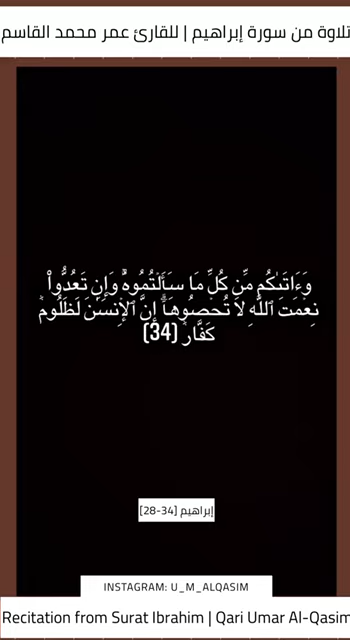 تلاوة من سورة إبراهيم | للقارئ عمر محمد القاسم
وَءَاتَىٰكُم مِّن كُلِّ مَا سَأَلْتُمُوهُ ۚ وَإِن تَعُدُّوا۟
نِعْمَتَ ٱللَّهِ لَا تُحْصُوهَآ ۗ إِنَّ ٱلْإِنسَٰنَ لَظَلُومٌ
كَفَّارٌ (34)
إبراهيم [34-28]
INSTAGRAM: U_M_ALQASIM
Recitation from Surat Ibrahim | Qari Umar Al-Qasim